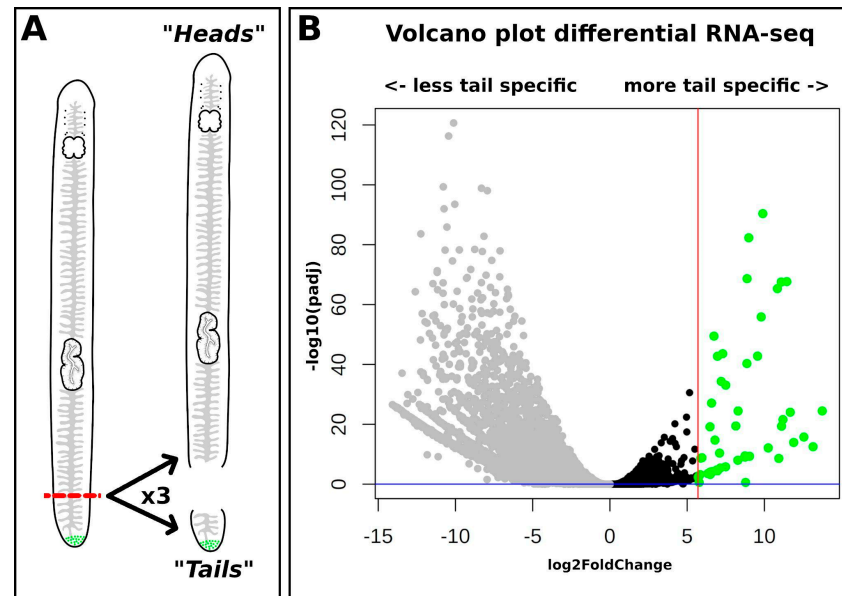 A
"Heads"
x3
"Tails"
B
Volcano plot differential RNA-seq
<- less tail specific
more tail specific ->
-log10(padj)
120
100
80
60
40
20
0
-15
-10
-5
0
5
10
log2FoldChange